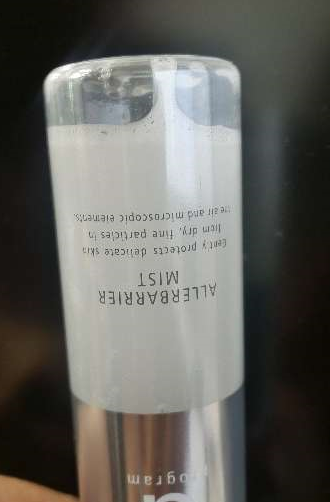 program
ALLERBARRIER
MIST
Gently protects delicate skin
from dry, fine particles in
the air and microscopic elements.